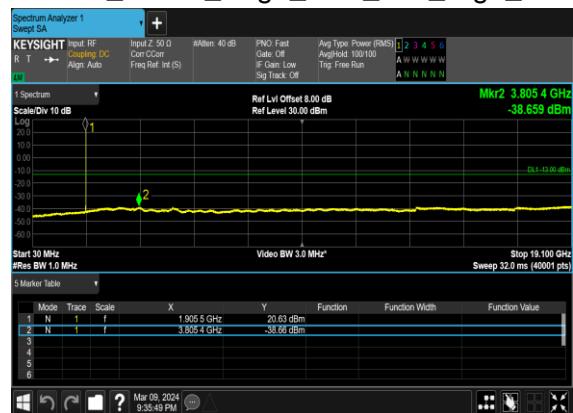 Spectrum Analyzer 1
Swept SA
+
KEYSIGHT Input: RF Input Z: 50 Ω #Atten: 40 dB PNO: Fast Avg Type: Power (RMS) 1 2 3 4 5 6
R T Coupling: DC Corr CCorr Gate: Off Avg|Hold: 100/100 A W W W W W
Align: Auto Freq Ref: Int (S) IF Gain: Low Trig: Free Run
LM Sig Track: Off A N N N N N
1 Spectrum Ref Lvl Offset 8.00 dB Mkr2 3.805 4 GHz
Scale/Div 10 dB Ref Level 30.00 dBm -38.659 dBm
Log
1
20.0
10.0
0.00
-10.0
DL1 -13.00 dBm
-20.0
-30.0
2
-40.0
-50.0
-60.0
Start 30 MHz Video BW 3.0 MHz* Stop 19.100 GHz
#Res BW 1.0 MHz Sweep 32.0 ms (40001 pts)
5 Marker Table
Mode Trace Scale X Y Function Function Width Function Value
1 N 1 f 1.905 5 GHz 20.63 dBm
2 N 1 f 3.805 4 GHz -38.66 dBm
3
4
5
6
? Mar 09, 2024
9:35:49 PM